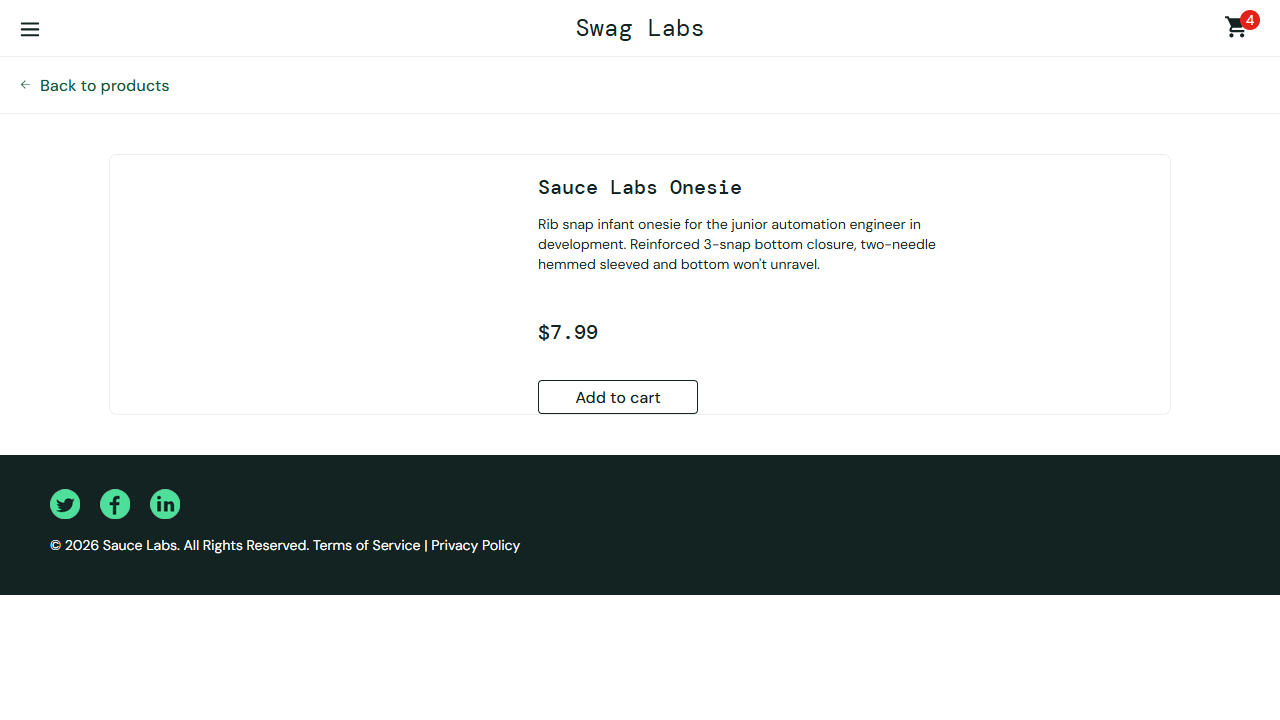 Swag Labs
4
Back to products
Sauce Labs Onesie
Rib snap infant onesie for the junior automation engineer in
development. Reinforced 3-snap bottom closure, two-needle
hemmed sleeved and bottom won't unravel.
$7.99
Add to cart
© 2026 Sauce Labs. All Rights Reserved. Terms of Service | Privacy Policy